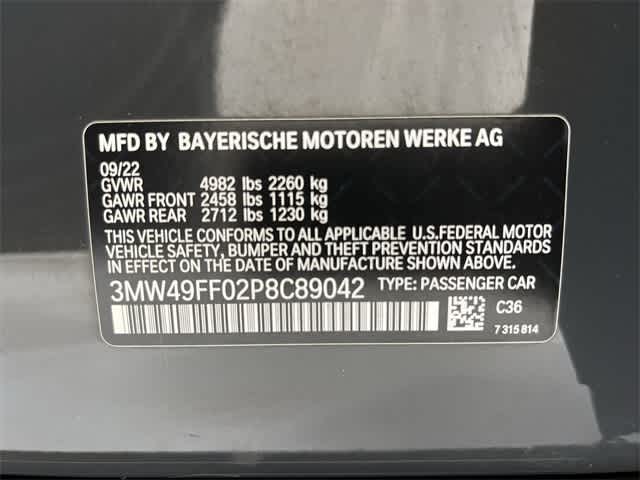 MFD BY BAYERISCHE MOTOREN WERKE AG
09/22
GVWR 4982 lbs 2260 kg
GAWR FRONT 2458 lbs 1115 kg
GAWR REAR 2712 lbs 1230 kg
THIS VEHICLE CONFORMS TO ALL APPLICABLE U.S.FEDERAL MOTOR
VEHICLE SAFETY, BUMPER AND THEFT PREVENTION STANDARDS
IN EFFECT ON THE DATE OF MANUFACTURE SHOWN ABOVE.
3MW49FF02P8C89042 TYPE: PASSENGER CAR
C36
7 315 814